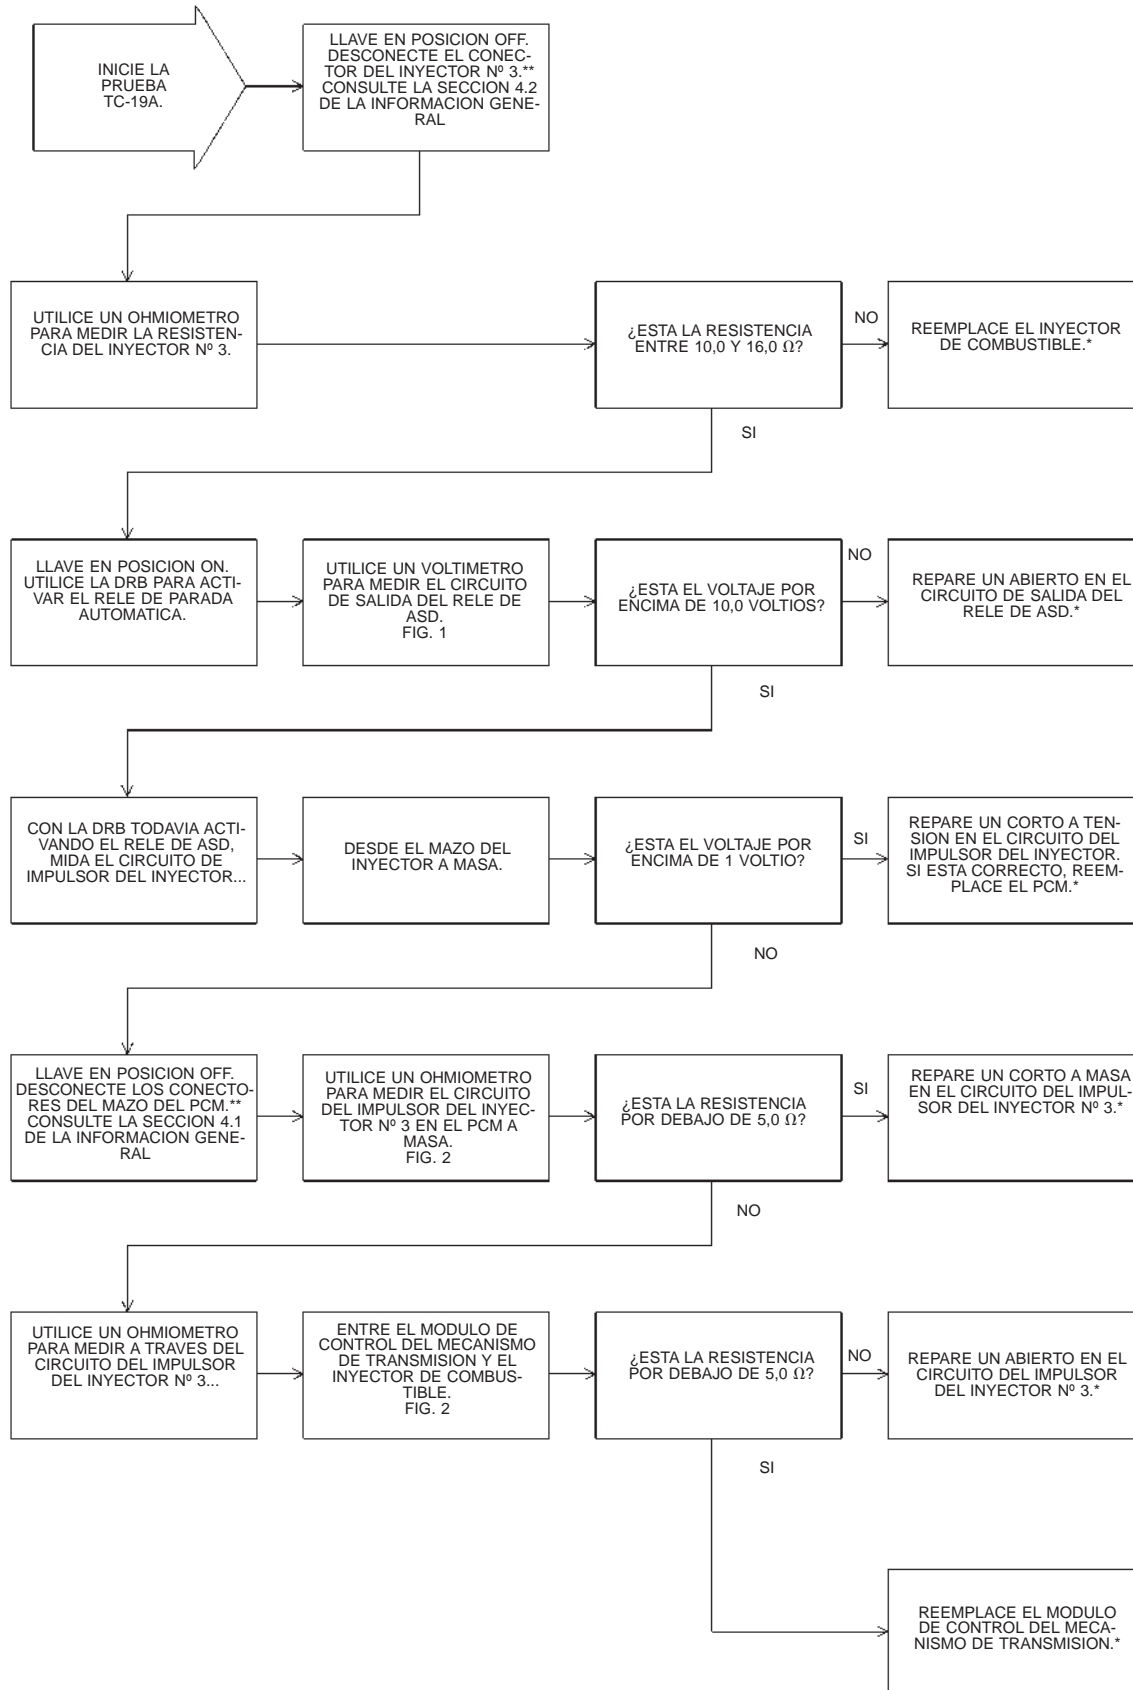 INICIE LA
PRUEBA
TC-19A.
LLAVE EN POSICION OFF.
DESCONECTE EL CONEC-
TOR DEL INYECTOR Nº 3.**
CONSULTE LA SECCION 4.2
DE LA INFORMACION GENE-
RAL
UTILICE UN OHMIOMETRO
PARA MEDIR LA RESISTEN-
CIA DEL INYECTOR Nº 3.
¿ESTA LA RESISTENCIA
ENTRE 10,0 Y 16,0 Ω?
NO
REEMPLACE EL INYECTOR
DE COMBUSTIBLE.*
SI
LLAVE EN POSICION ON.
UTILICE LA DRB PARA ACTI-
VAR EL RELE DE PARADA
AUTOMATICA.
UTILICE UN VOLTIMETRO
PARA MEDIR EL CIRCUITO
DE SALIDA DEL RELE DE
ASD.
FIG. 1
¿ESTA EL VOLTAJE POR
ENCIMA DE 10,0 VOLTIOS?
NO
REPARE UN ABIERTO EN EL
CIRCUITO DE SALIDA DEL
RELE DE ASD.*
SI
CON LA DRB TODAVIA ACTI-
VANDO EL RELE DE ASD,
MIDA EL CIRCUITO DE
IMPULSOR DEL INYECTOR...
DESDE EL MAZO DEL
INYECTOR A MASA.
¿ESTA EL VOLTAJE POR
ENCIMA DE 1 VOLTIO?
SI
REPARE UN CORTO A TEN-
SION EN EL CIRCUITO DEL
IMPULSOR DEL INYECTOR.
SI ESTA CORRECTO, REEM-
PLACE EL PCM.*
NO
LLAVE EN POSICION OFF.
DESCONECTE LOS CONECTO-
RES DEL MAZO DEL PCM.**
CONSULTE LA SECCION 4.1
DE LA INFORMACION GENE-
RAL
UTILICE UN OHMIOMETRO
PARA MEDIR EL CIRCUITO
DEL IMPULSOR DEL INYEC-
TOR Nº 3 EN EL PCM A
MASA.
FIG. 2
¿ESTA LA RESISTENCIA
POR DEBAJO DE 5,0 Ω?
SI
REPARE UN CORTO A MASA
EN EL CIRCUITO DEL IMPUL-
SOR DEL INYECTOR Nº 3.*
NO
UTILICE UN OHMIOMETRO
PARA MEDIR A TRAVES DEL
CIRCUITO DEL IMPULSOR
DEL INYECTOR Nº 3...
ENTRE EL MODULO DE
CONTROL DEL MECANISMO
DE TRANSMISION Y EL
INYECTOR DE COMBUS-
TIBLE.
FIG. 2
¿ESTA LA RESISTENCIA
POR DEBAJO DE 5,0 Ω?
NO
REPARE UN ABIERTO EN EL
CIRCUITO DEL IMPULSOR
DEL INYECTOR Nº 3.*
SI
REEMPLACE EL MODULO
DE CONTROL DEL MECA-
NISMO DE TRANSMISION.*